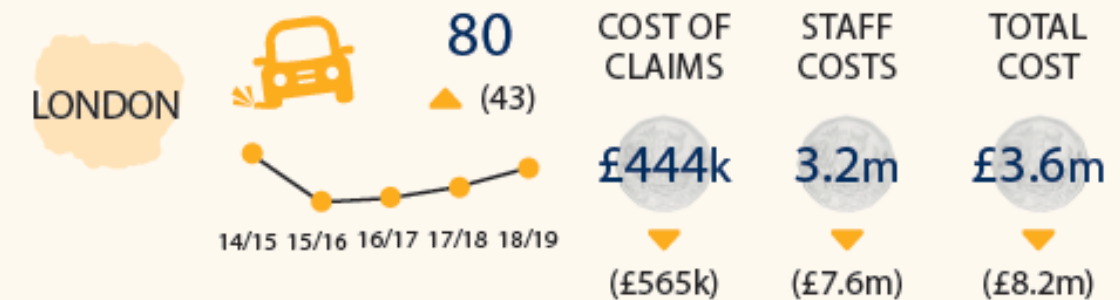 LONDON
80
(43)
14/15 15/16 16/17 17/18 18/19
COST OF
CLAIMS
£444k
(£565k)
STAFF
COSTS
3.2m
(£7.6m)
TOTAL
COST
£3.6m
(£8.2m)